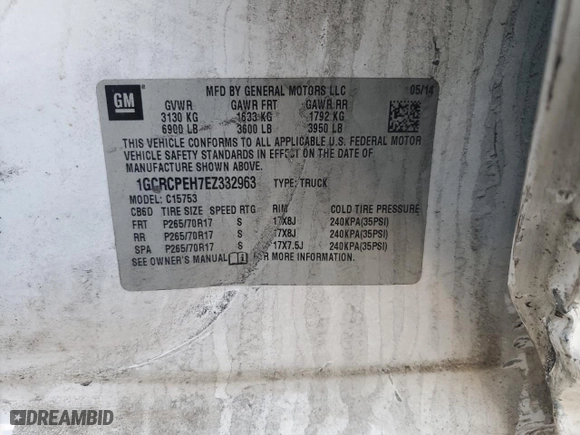 GM
MFD BY GENERAL MOTORS LLC 05/14
GVWR GAWR FRT GAWR RR
3130 KG 1633 KG 1792 KG
6900 LB 3600 LB 3950 LB
THIS VEHICLE CONFORMS TO ALL APPLICABLE U.S. FEDERAL MOTOR
VEHICLE SAFETY STANDARDS IN EFFECT ON THE DATE OF
MANUFACTURE SHOWN ABOVE.
1GCRCPEH7EZ332963 TYPE: TRUCK
MODEL: C15753
CB6D TIRE SIZE SPEED RTG RIM COLD TIRE PRESSURE
FRT P265/70R17 S 17X8J 240KPA(35PSI)
RR P265/70R17 S 17X8J 240KPA(35PSI)
SPA P265/70R17 S 17X7.5J 240KPA(35PSI)
SEE OWNER'S MANUAL FOR MORE INFORMATION.
DREAMBID